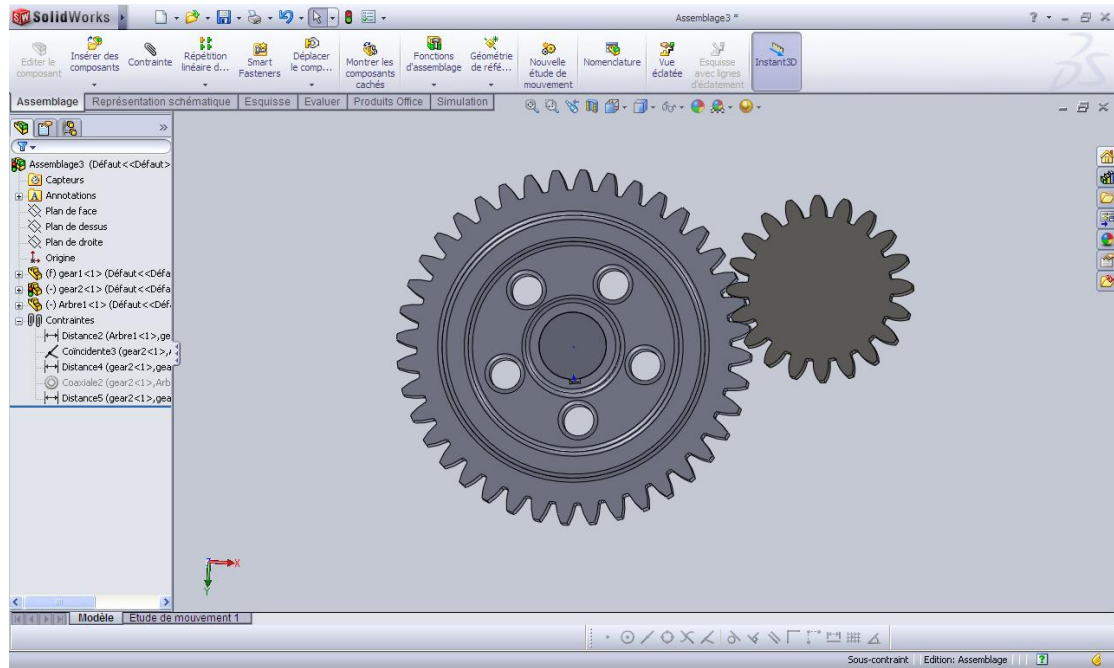 SolidWorks
Assemblage3 *
Editer le composant
Insérer des composants
Contrainte
Répétition linéaire d...
Smart Fasteners
Déplacer le comp...
Montrer les composants cachés
Fonctions d'assemblage
Géométrie de réfé...
Nouvelle étude de mouvement
Nomenclature
Vue éclatée
Esquisse avec lignes d'éclatement
Instant3D
Assemblage
Représentation schématique
Esquisse
Evaluer
Produits Office
Simulation
Assemblage3 (Défaut<<Défaut>
Capteurs
A Annotations
Plan de face
Plan de dessus
Plan de droite
Origine
(f) gear1<1> (Défaut<<Défa
(-) gear2<1> (Défaut<<Défa
(-) Arbre1<1> (Défaut<<Déf.
Contraintes
Distance2 (Arbre1<1>,ge
Coïncidente3 (gear2<1>,
Distance4 (gear2<1>,gea
Coaxiale2 (gear2<1>,Arb
Distance5 (gear2<1>,gea
X
Y
Modèle
Etude de mouvement 1
Sous-contraint
Edition: Assemblage